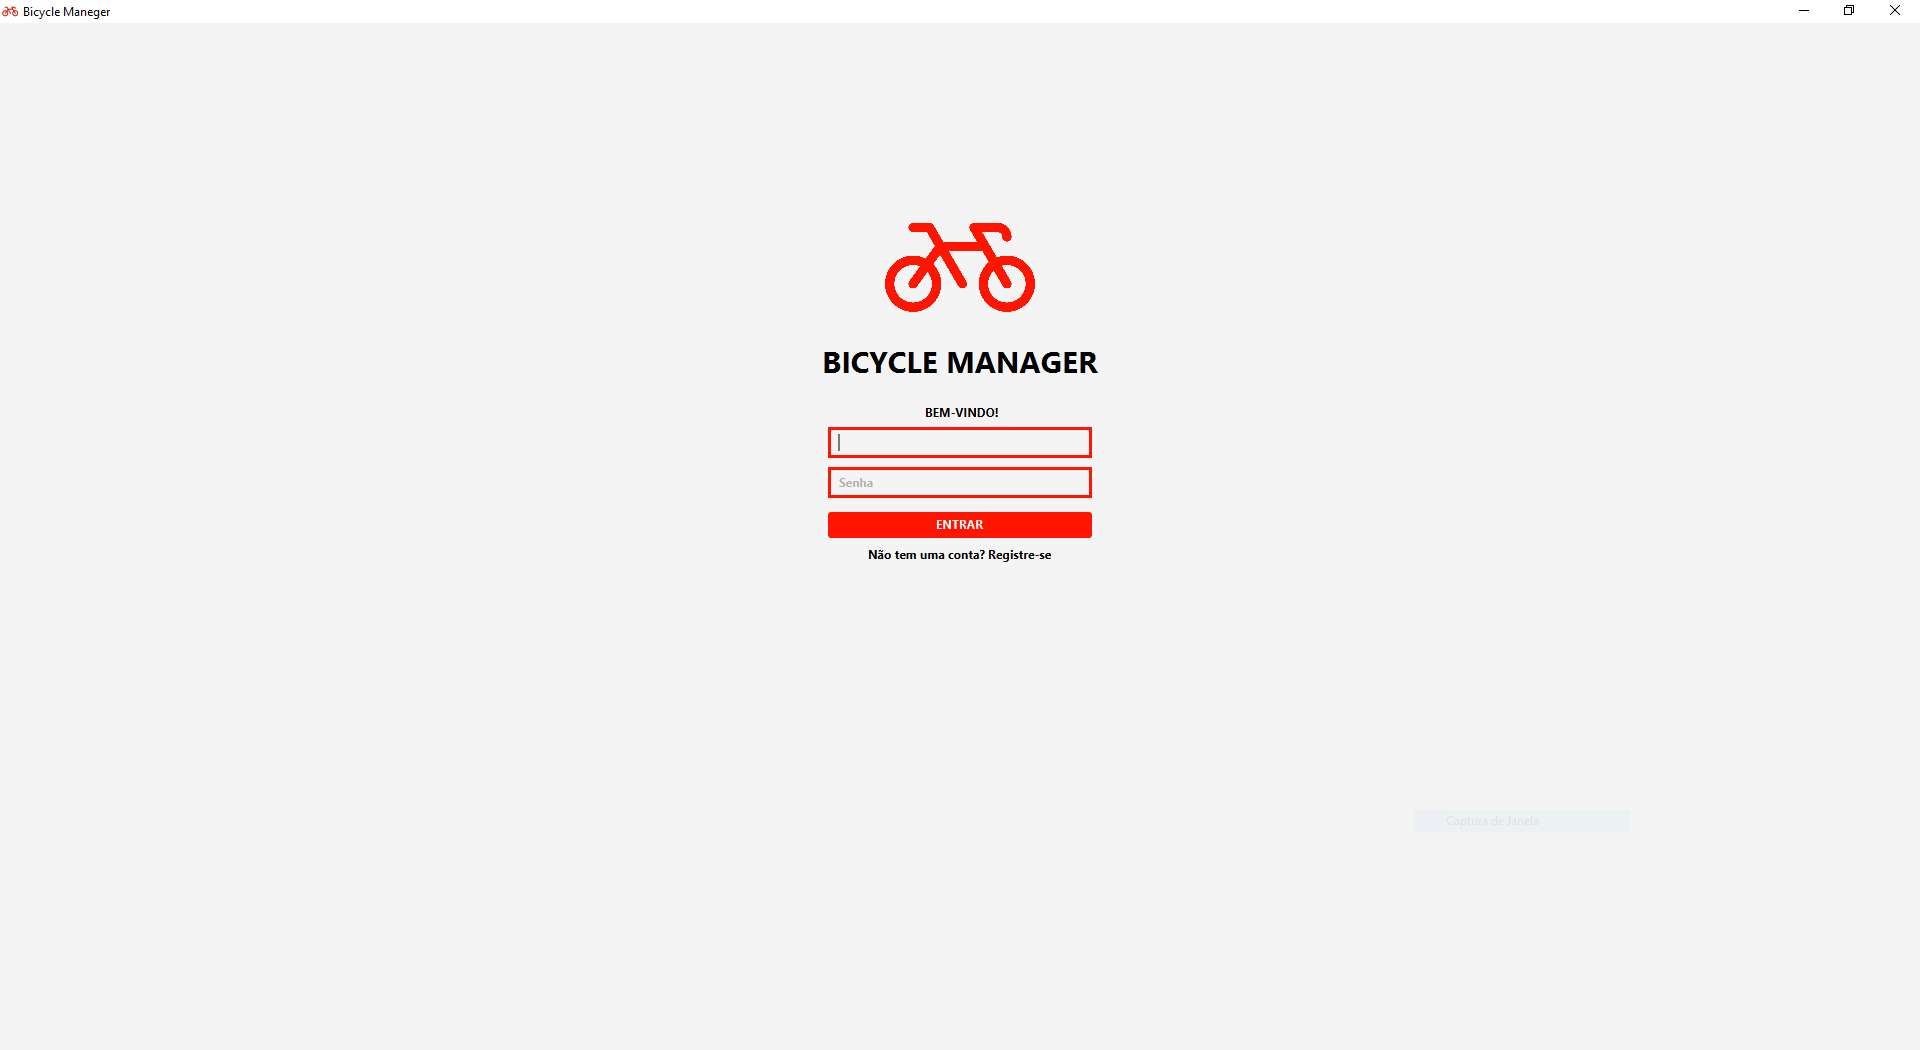 Bicycle Maneger
BICYCLE MANAGER
BEM-VINDO!
Senha
ENTRAR
Não tem uma conta? Registre-se
Captura de Janela